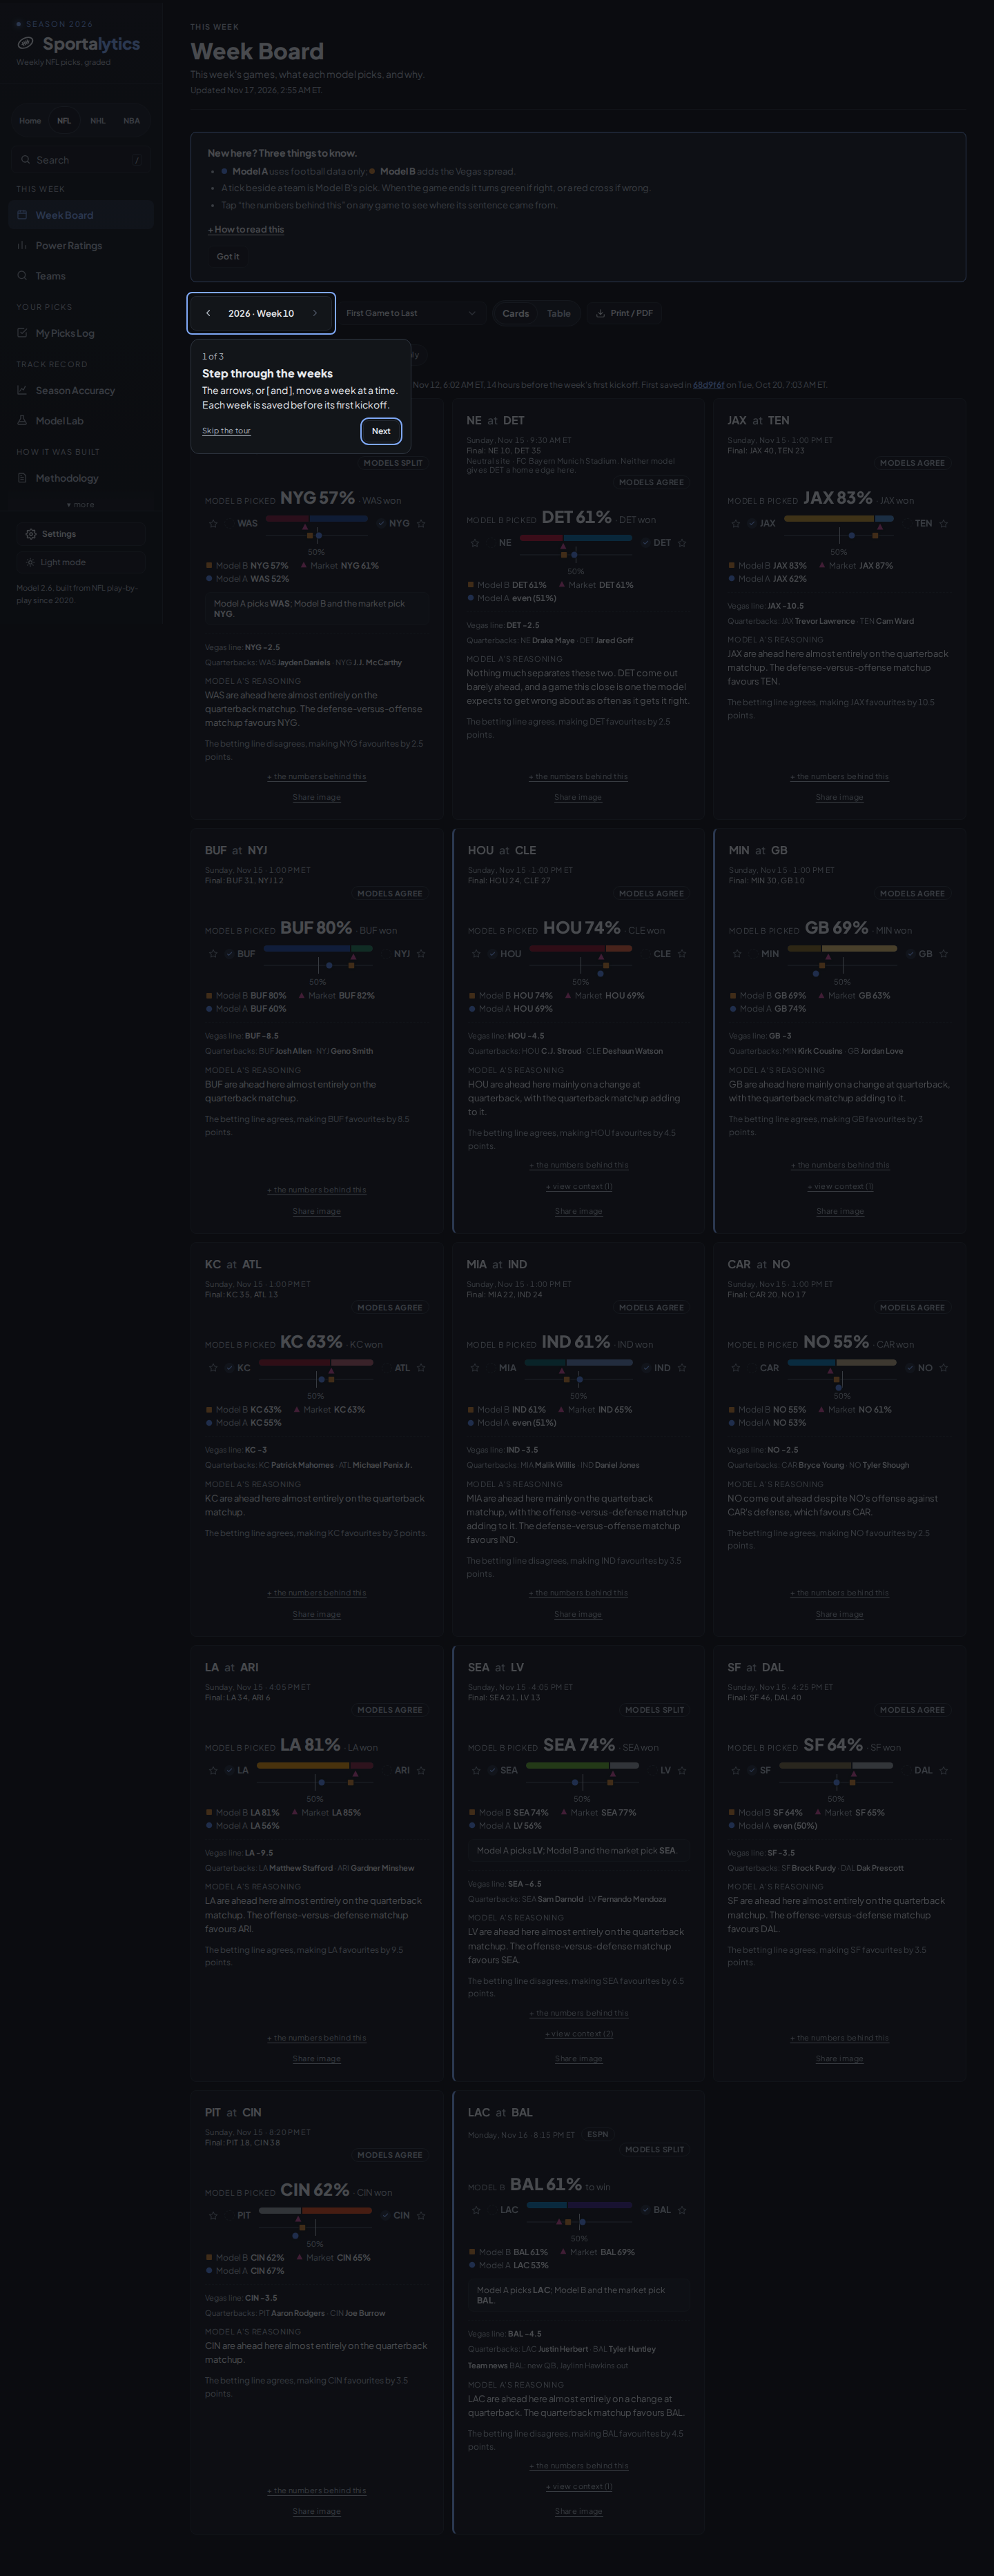 SEASON 2026
Sportalytics
Weekly NFL picks, graded
Home NFL NHL NBA
Search /
THIS WEEK
Week Board
Power Ratings
Teams
YOUR PICKS
My Picks Log
TRACK RECORD
Season Accuracy
Model Lab
HOW IT WAS BUILT
Methodology
▾ more
Settings
Light mode
Model 2.6, built from NFL play-by-
play since 2020.
THIS WEEK
Week Board
This week's games, what each model picks, and why.
Updated Nov 17, 2026, 2:55 AM ET.
New here? Three things to know.
• Model A uses football data only; Model B adds the Vegas spread.
• A tick beside a team is Model B's pick. When the game ends it turns green if right, or a red cross if wrong.
• Tap "the numbers behind this" on any game to see where its sentence came from.
+ How to read this
Got it
2026 · Week 10
First Game to Last
Cards Table
Print / PDF
1 of 3
Step through the weeks
The arrows, or [ and ], move a week at a time.
Each week is saved before its first kickoff.
Skip the tour
Next
Nov 12, 6:02 AM ET, 14 hours before the week's first kickoff. First saved in 68d9f6f on Tue, Oct 20, 7:03 AM ET.
MODELS SPLIT
MODEL B PICKED NYG 57% · WAS won
WAS NYG
50%
Model B NYG 57% Market NYG 61%
Model A WAS 52%
Model A picks WAS; Model B and the market pick
NYG.
Vegas line: NYG -2.5
Quarterbacks: WAS Jayden Daniels · NYG J.J. McCarthy
MODEL A'S REASONING
WAS are ahead here almost entirely on the
quarterback matchup. The defense-versus-offense
matchup favours NYG.
The betting line disagrees, making NYG favourites by 2.5
points.
+ the numbers behind this
Share image
NE at DET
Sunday, Nov 15 · 9:30 AM ET
Final: NE 10, DET 35
Neutral site · FC Bayern Munich Stadium. Neither model
gives DET a home edge here.
MODELS AGREE
MODEL B PICKED DET 61% · DET won
NE DET
50%
Model B DET 61% Market DET 61%
Model A even (51%)
Vegas line: DET -2.5
Quarterbacks: NE Drake Maye · DET Jared Goff
MODEL A'S REASONING
Nothing much separates these two. DET come out
barely ahead, and a game this close is one the model
expects to get wrong about as often as it gets it right.
The betting line agrees, making DET favourites by 2.5
points.
+ the numbers behind this
Share image
JAX at TEN
Sunday, Nov 15 · 1:00 PM ET
Final: JAX 40, TEN 23
MODELS AGREE
MODEL B PICKED JAX 83% · JAX won
JAX TEN
50%
Model B JAX 83% Market JAX 87%
Model A JAX 62%
Vegas line: JAX -10.5
Quarterbacks: JAX Trevor Lawrence · TEN Cam Ward
MODEL A'S REASONING
JAX are ahead here almost entirely on the quarterback
matchup. The defense-versus-offense matchup
favours TEN.
The betting line agrees, making JAX favourites by 10.5
points.
+ the numbers behind this
Share image
BUF at NYJ
Sunday, Nov 15 · 1:00 PM ET
Final: BUF 31, NYJ 12
MODELS AGREE
MODEL B PICKED BUF 80% · BUF won
BUF NYJ
50%
Model B BUF 80% Market BUF 82%
Model A BUF 60%
Vegas line: BUF -8.5
Quarterbacks: BUF Josh Allen · NYJ Geno Smith
MODEL A'S REASONING
BUF are ahead here almost entirely on the
quarterback matchup.
The betting line agrees, making BUF favourites by 8.5
points.
+ the numbers behind this
Share image
HOU at CLE
Sunday, Nov 15 · 1:00 PM ET
Final: HOU 24, CLE 27
MODELS AGREE
MODEL B PICKED HOU 74% · CLE won
HOU CLE
50%
Model B HOU 74% Market HOU 69%
Model A HOU 69%
Vegas line: HOU -4.5
Quarterbacks: HOU C.J. Stroud · CLE Deshaun Watson
MODEL A'S REASONING
HOU are ahead here mainly on a change at
quarterback, with the quarterback matchup adding
to it.
The betting line agrees, making HOU favourites by 4.5
points.
+ the numbers behind this
+ view context (1)
Share image
MIN at GB
Sunday, Nov 15 · 1:00 PM ET
Final: MIN 30, GB 10
MODELS AGREE
MODEL B PICKED GB 69% · MIN won
MIN GB
50%
Model B GB 69% Market GB 63%
Model A GB 74%
Vegas line: GB -3
Quarterbacks: MIN Kirk Cousins · GB Jordan Love
MODEL A'S REASONING
GB are ahead here mainly on a change at quarterback,
with the quarterback matchup adding to it.
The betting line agrees, making GB favourites by 3
points.
+ the numbers behind this
+ view context (1)
Share image
KC at ATL
Sunday, Nov 15 · 1:00 PM ET
Final: KC 35, ATL 13
MODELS AGREE
MODEL B PICKED KC 63% · KC won
KC ATL
50%
Model B KC 63% Market KC 63%
Model A KC 55%
Vegas line: KC -3
Quarterbacks: KC Patrick Mahomes · ATL Michael Penix Jr.
MODEL A'S REASONING
KC are ahead here almost entirely on the quarterback
matchup.
The betting line agrees, making KC favourites by 3 points.
+ the numbers behind this
Share image
MIA at IND
Sunday, Nov 15 · 1:00 PM ET
Final: MIA 22, IND 24
MODELS AGREE
MODEL B PICKED IND 61% · IND won
MIA IND
50%
Model B IND 61% Market IND 65%
Model A even (51%)
Vegas line: IND -3.5
Quarterbacks: MIA Malik Willis · IND Daniel Jones
MODEL A'S REASONING
MIA are ahead here mainly on the quarterback
matchup, with the offense-versus-defense matchup
adding to it. The defense-versus-offense matchup
favours IND.
The betting line disagrees, making IND favourites by 3.5
points.
+ the numbers behind this
Share image
CAR at NO
Sunday, Nov 15 · 1:00 PM ET
Final: CAR 20, NO 17
MODELS AGREE
MODEL B PICKED NO 55% · CAR won
CAR NO
50%
Model B NO 55% Market NO 61%
Model A NO 53%
Vegas line: NO -2.5
Quarterbacks: CAR Bryce Young · NO Tyler Shough
MODEL A'S REASONING
NO come out ahead despite NO's offense against
CAR's defense, which favours CAR.
The betting line agrees, making NO favourites by 2.5
points.
+ the numbers behind this
Share image
LA at ARI
Sunday, Nov 15 · 4:05 PM ET
Final: LA 34, ARI 6
MODELS AGREE
MODEL B PICKED LA 81% · LA won
LA ARI
50%
Model B LA 81% Market LA 85%
Model A LA 56%
Vegas line: LA -9.5
Quarterbacks: LA Matthew Stafford · ARI Gardner Minshew
MODEL A'S REASONING
LA are ahead here almost entirely on the quarterback
matchup. The offense-versus-defense matchup
favours ARI.
The betting line agrees, making LA favourites by 9.5
points.
+ the numbers behind this
Share image
SEA at LV
Sunday, Nov 15 · 4:05 PM ET
Final: SEA 21, LV 13
MODELS SPLIT
MODEL B PICKED SEA 74% · SEA won
SEA LV
50%
Model B SEA 74% Market SEA 77%
Model A LV 56%
Model A picks LV; Model B and the market pick SEA.
Vegas line: SEA -6.5
Quarterbacks: SEA Sam Darnold · LV Fernando Mendoza
MODEL A'S REASONING
LV are ahead here almost entirely on the quarterback
matchup. The offense-versus-defense matchup
favours SEA.
The betting line disagrees, making SEA favourites by 6.5
points.
+ the numbers behind this
+ view context (2)
Share image
SF at DAL
Sunday, Nov 15 · 4:25 PM ET
Final: SF 46, DAL 40
MODELS AGREE
MODEL B PICKED SF 64% · SF won
SF DAL
50%
Model B SF 64% Market SF 65%
Model A even (50%)
Vegas line: SF -3.5
Quarterbacks: SF Brock Purdy · DAL Dak Prescott
MODEL A'S REASONING
SF are ahead here almost entirely on the quarterback
matchup. The offense-versus-defense matchup
favours DAL.
The betting line agrees, making SF favourites by 3.5
points.
+ the numbers behind this
Share image
PIT at CIN
Sunday, Nov 15 · 8:20 PM ET
Final: PIT 18, CIN 38
MODELS AGREE
MODEL B PICKED CIN 62% · CIN won
PIT CIN
50%
Model B CIN 62% Market CIN 65%
Model A CIN 67%
Vegas line: CIN -3.5
Quarterbacks: PIT Aaron Rodgers · CIN Joe Burrow
MODEL A'S REASONING
CIN are ahead here almost entirely on the quarterback
matchup.
The betting line agrees, making CIN favourites by 3.5
points.
+ the numbers behind this
Share image
LAC at BAL
Monday, Nov 16 · 8:15 PM ET ESPN
MODELS SPLIT
MODEL B BAL 61% to win
LAC BAL
50%
Model B BAL 61% Market BAL 69%
Model A LAC 53%
Model A picks LAC; Model B and the market pick
BAL.
Vegas line: BAL -4.5
Quarterbacks: LAC Justin Herbert · BAL Tyler Huntley
Team news BAL: new QB, Jaylinn Hawkins out
MODEL A'S REASONING
LAC are ahead here almost entirely on a change at
quarterback. The quarterback matchup favours BAL.
The betting line disagrees, making BAL favourites by 4.5
points.
+ the numbers behind this
+ view context (1)
Share image